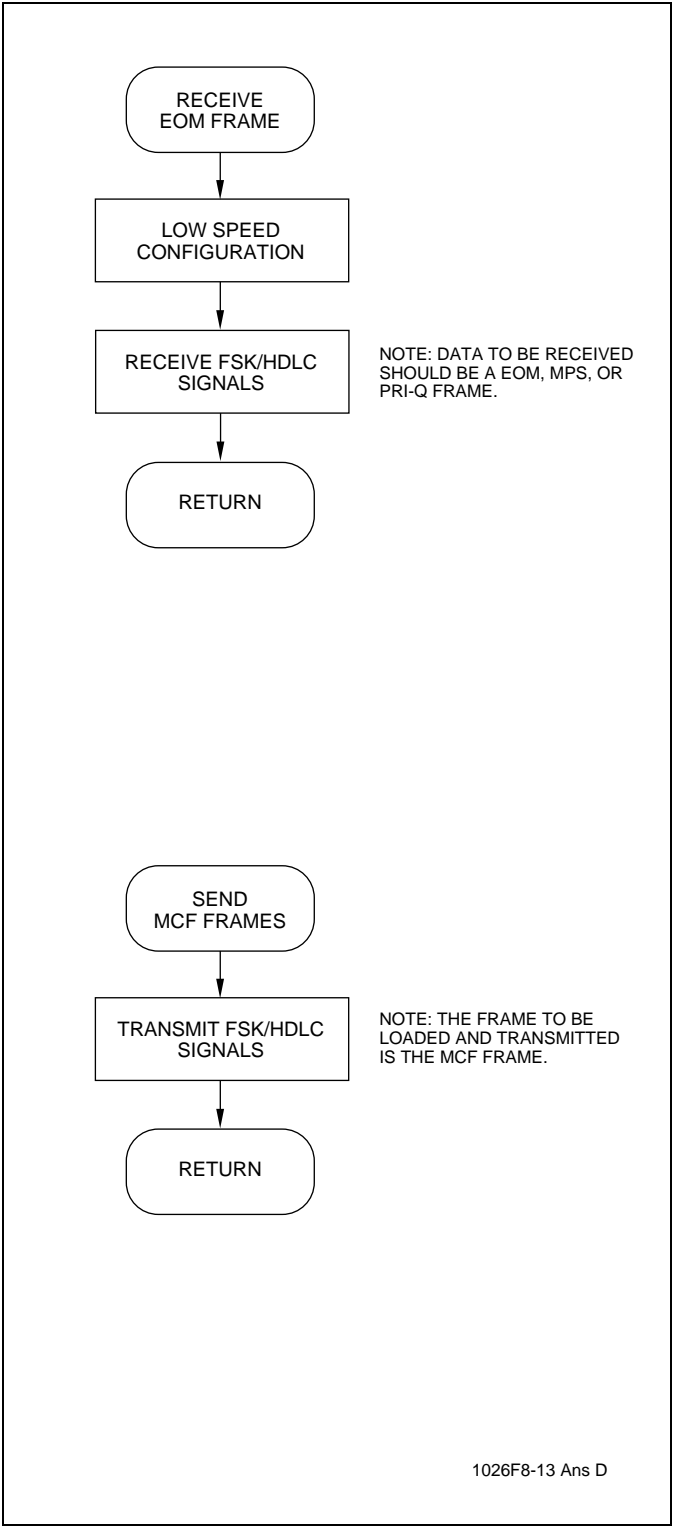 RECEIVE
EOM FRAME
LOW SPEED
CONFIGURATION
RECEIVE FSK/HDLC
SIGNALS
NOTE: DATA TO BE RECEIVED
SHOULD BE A EOM, MPS, OR
PRI-Q FRAME.
RETURN
SEND
MCF FRAMES
TRANSMIT FSK/HDLC
SIGNALS
NOTE: THE FRAME TO BE
LOADED AND TRANSMITTED
IS THE MCF FRAME.
RETURN
1026F8-13 Ans D